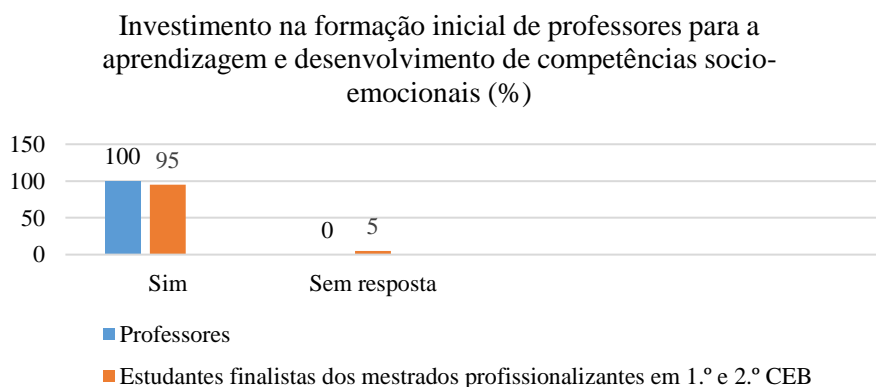 Investimento na formação inicial de professores para a
aprendizagem e desenvolvimento de competências socio-
emocionais (%)
150
100
50
0
100
95
0
5
Sim
Sem resposta
Professores
Estudantes finalistas dos mestrados profissionalizantes em 1.º e 2.º CEB